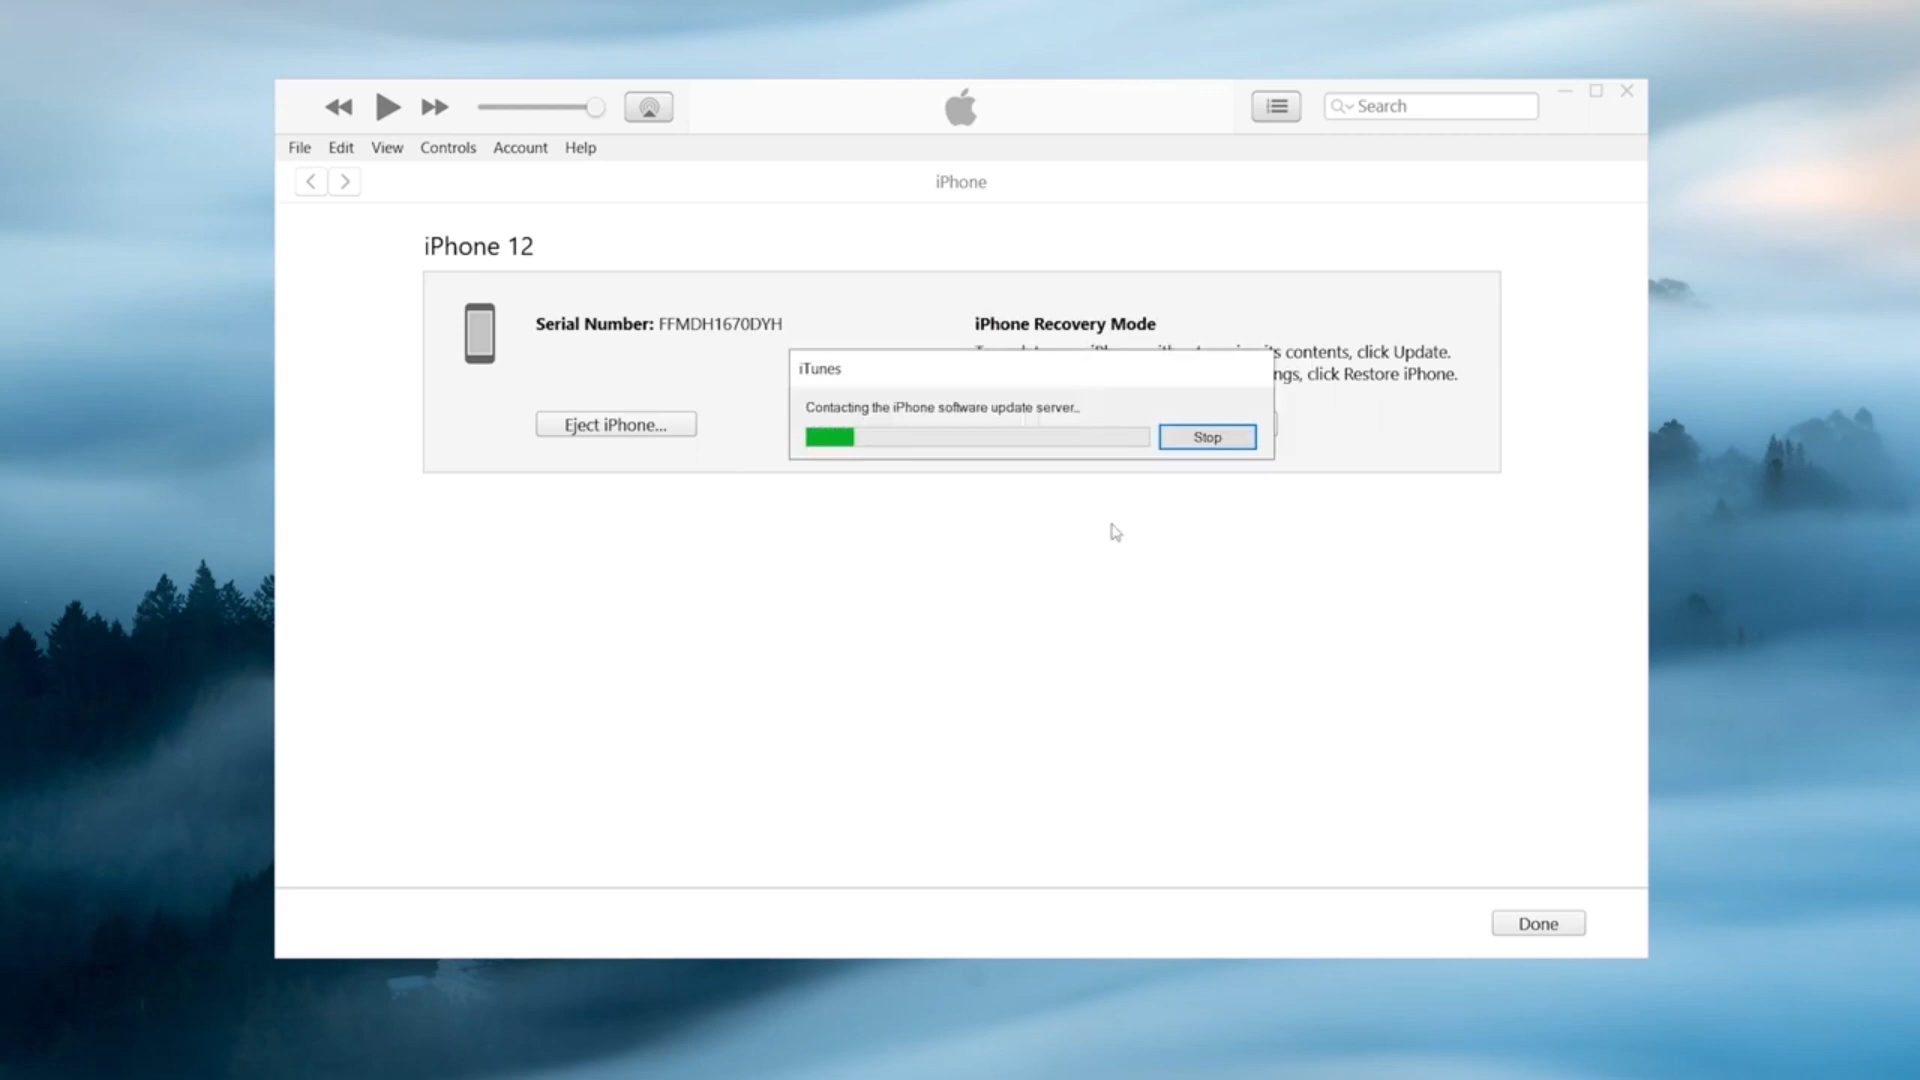 Search
File Edit View Controls Account Help
iPhone
iPhone 12
Serial Number: FFMDH1670DYH
iPhone Recovery Mode
contents, click Update.
click Restore iPhone.
iTunes
Contacting the iPhone software update server...
Stop
Eject iPhone...
Done